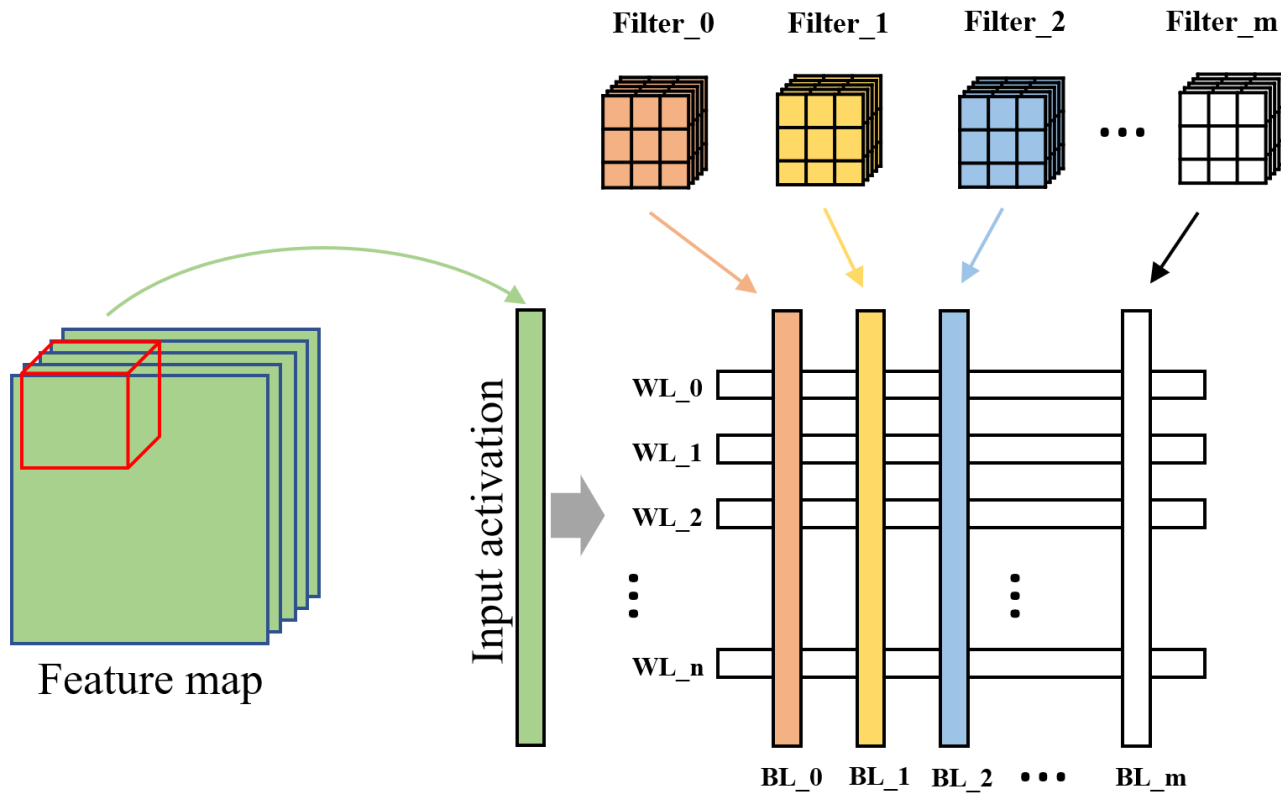 Filter_0
Filter_1
Filter_2
Filter_m
Feature map
Input activation
WL_0
WL_1
WL_2
WL_n
BL_0
BL_1
BL_2
BL_m